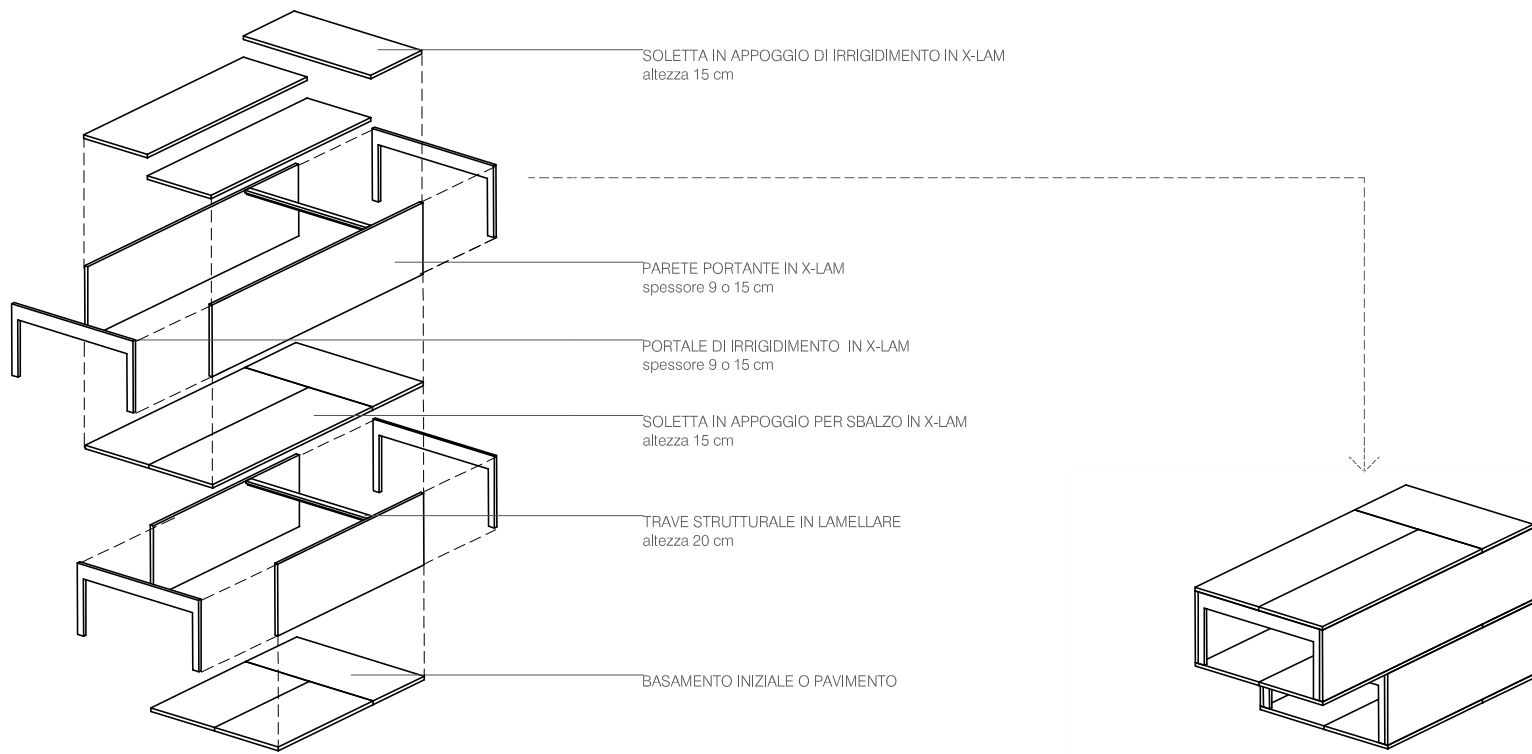 SOLETTA IN APPOGGIO DI IRRIGIDIMENTO IN X-LAM
altezza 15 cm
PARETE PORTANTE IN X-LAM
spessore 9 o 15 cm
PORTALE DI IRRIGIDIMENTO IN X-LAM
spessore 9 o 15 cm
SOLETTA IN APPOGGIO PER SBALZO IN X-LAM
altezza 15 cm
TRAVE STRUTTURALE IN LAMELLARE
altezza 20 cm
BASAMENTO INIZIALE O PAVIMENTO